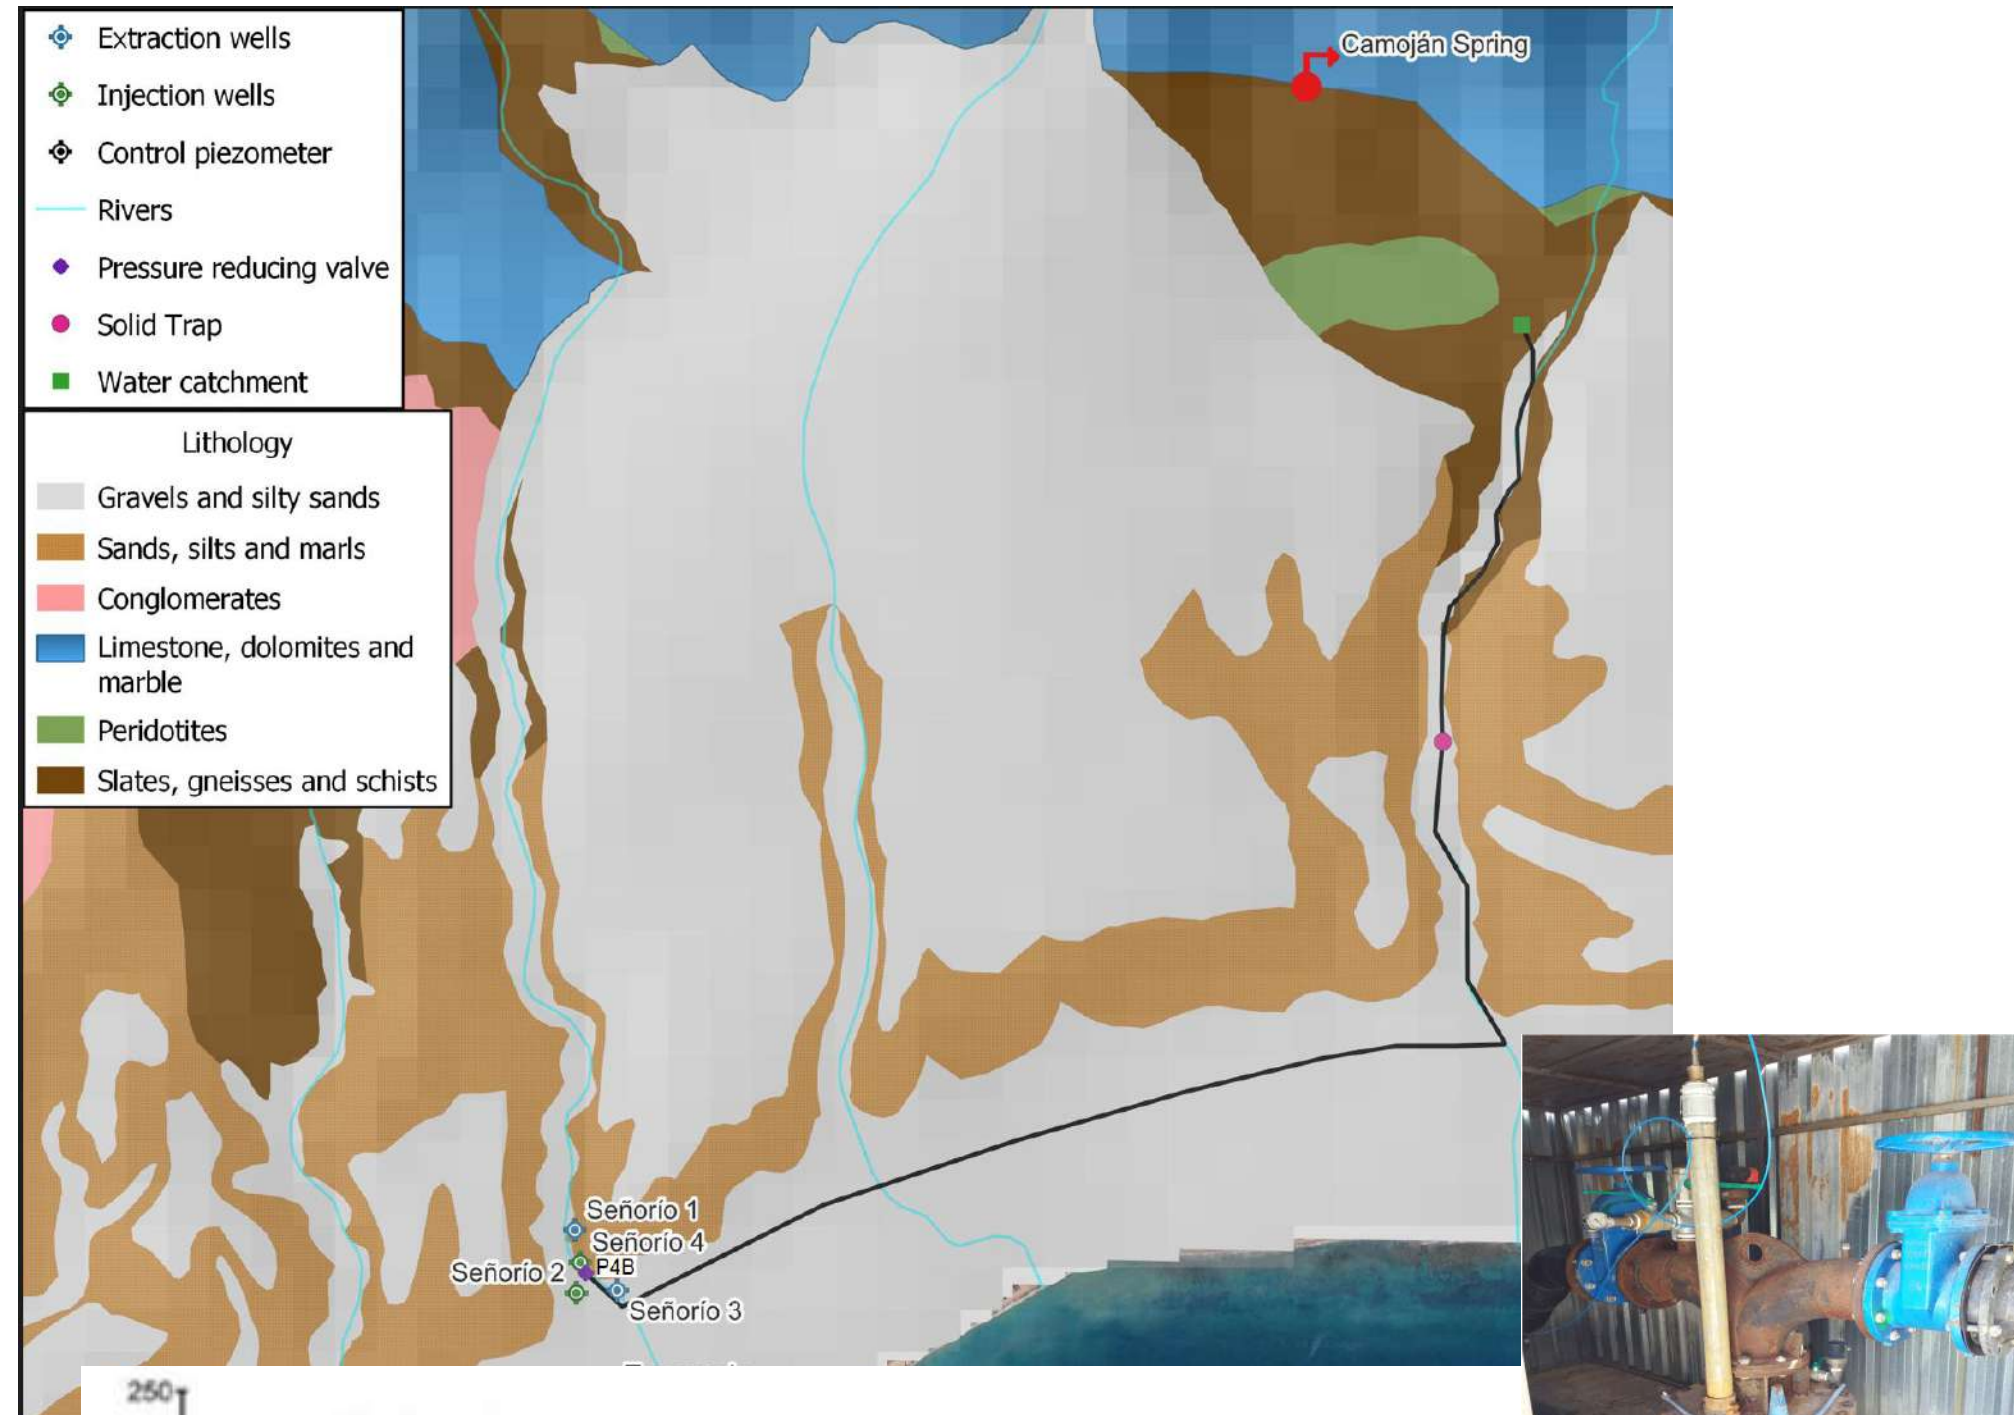 Extraction wells
Injection wells
Control piezometer
Rivers
Pressure reducing valve
Solid Trap
Water catchment
Lithology
Gravels and silty sands
Sands, silts and marls
Conglomerates
Limestone, dolomites and
marble
Peridotites
Slates, gneisses and schists
Camoján Spring
Señorío 1
Señorío 4
Señorío 2
P4B
Señorío 3
250